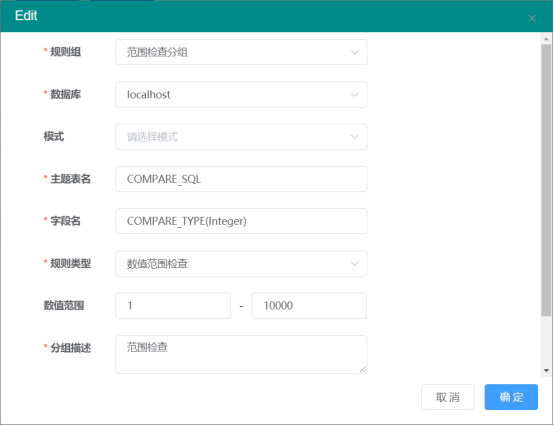 Edit
* 规则组 范围检查分组
* 数据库 localhost
模式 请选择模式
* 主题表名 COMPARE_SQL
* 字段名 COMPARE_TYPE(Integer)
* 规则类型 数值范围检查
数值范围 1 - 10000
* 分组描述 范围检查
取消 确定